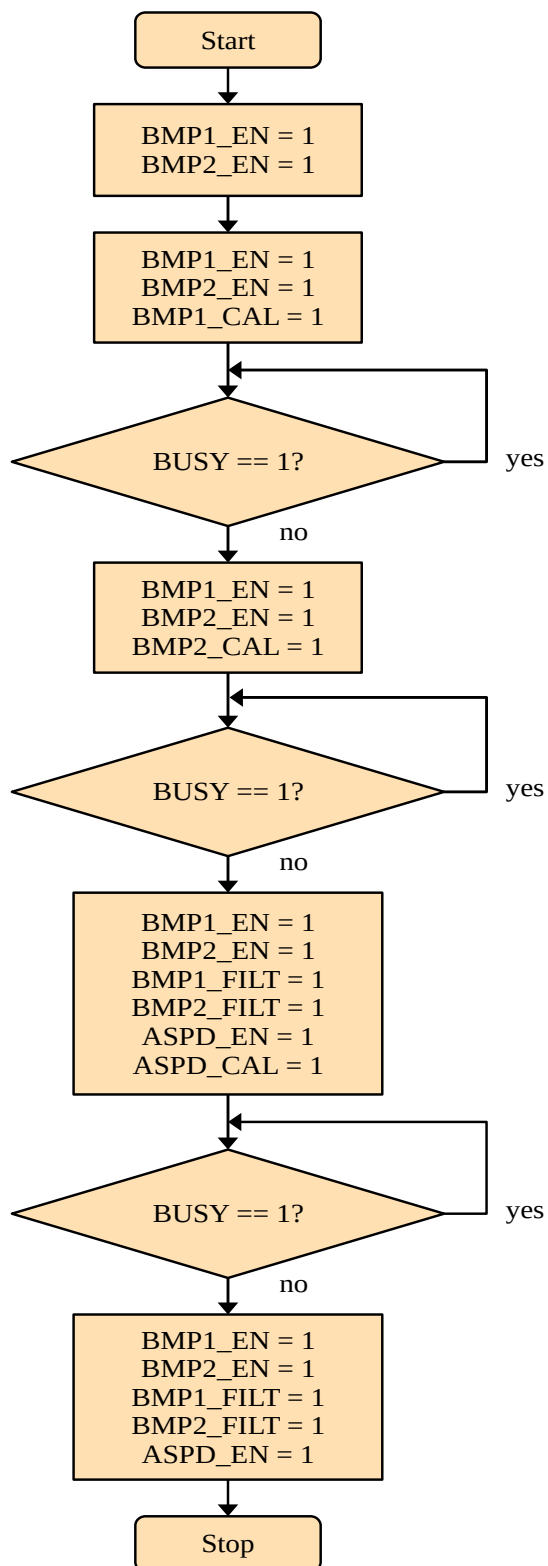 Start
BMP1_EN = 1
BMP2_EN = 1
BMP1_EN = 1
BMP2_EN = 1
BMP1_CAL = 1
BUSY == 1?
yes
no
BMP1_EN = 1
BMP2_EN = 1
BMP2_CAL = 1
BUSY == 1?
yes
no
BMP1_EN = 1
BMP2_EN = 1
BMP1_FILT = 1
BMP2_FILT = 1
ASPD_EN = 1
ASPD_CAL = 1
BUSY == 1?
yes
no
BMP1_EN = 1
BMP2_EN = 1
BMP1_FILT = 1
BMP2_FILT = 1
ASPD_EN = 1
Stop